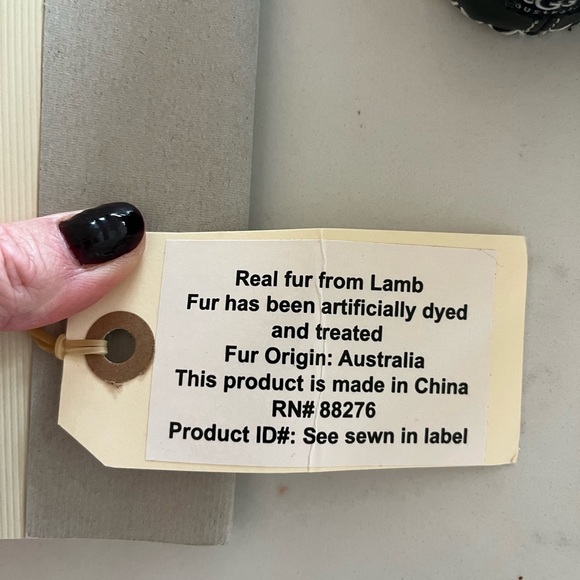 Real fur from Lamb
Fur has been artificially dyed
and treated
Fur Origin: Australia
This product is made in China
RN# 88276
Product ID#: See sewn in label